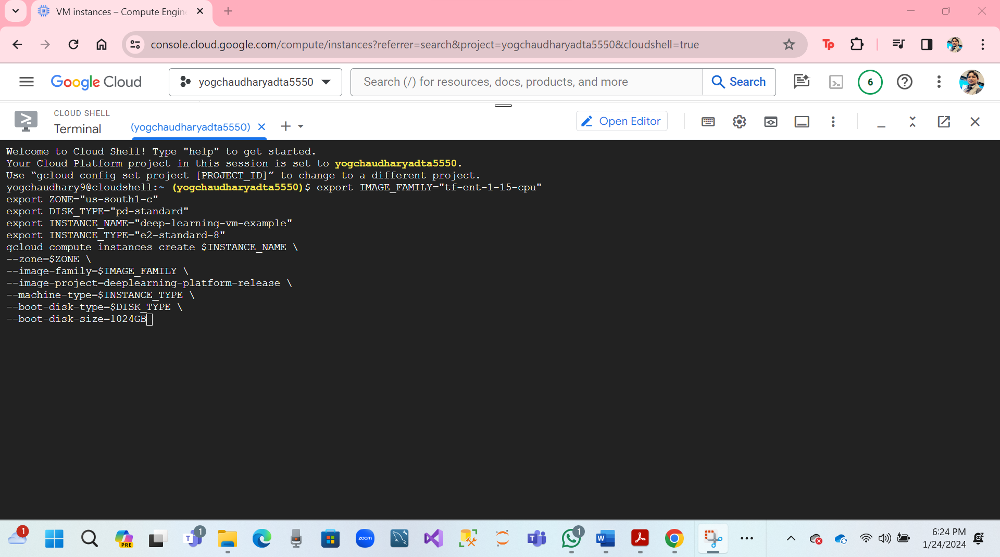 VM instances – Compute Engin
console.cloud.google.com/compute/instances?referrer=search&project=yogchaudharyadta5550&cloudshell=true
Tp
Google Cloud
yogchaudharyadta5550
Search (/) for resources, docs, products, and more
Search
6
CLOUD SHELL
Terminal
(yogchaudharyadta5550)
Open Editor
Welcome to Cloud Shell! Type "help" to get started.
Your Cloud Platform project in this session is set to yogchaudharyadta5550.
Use “gcloud config set project [PROJECT_ID]” to change to a different project.
yogchaudhary9@cloudshell:~ (yogchaudharyadta5550)$ export IMAGE_FAMILY="tf-ent-1-15-cpu"
export ZONE="us-south1-c"
export DISK_TYPE="pd-standard"
export INSTANCE_NAME="deep-learning-vm-example"
export INSTANCE_TYPE="e2-standard-8"
gcloud compute instances create $INSTANCE_NAME \
--zone=$ZONE \
--image-family=$IMAGE_FAMILY \
--image-project=deeplearning-platform-release \
--machine-type=$INSTANCE_TYPE \
--boot-disk-type=$DISK_TYPE \
--boot-disk-size=1024GB
1
PRE
T
1
zoom
T
1
W
6:24 PM
1/24/2024